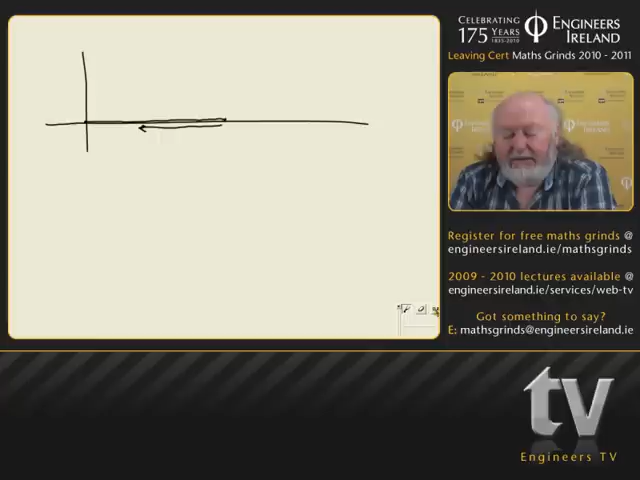 CELEBRATING
175 YEARS
1835-2010
ENGINEERS
IRELAND
Leaving Cert Maths Grinds 2010 - 2011
Register for free maths grinds @
engineersireland.ie/mathsgrinds
2009 - 2010 lectures available @
engineersireland.ie/services/web-tv
Got something to say?
E: mathsgrinds@engineersireland.ie
tv
Engineers TV